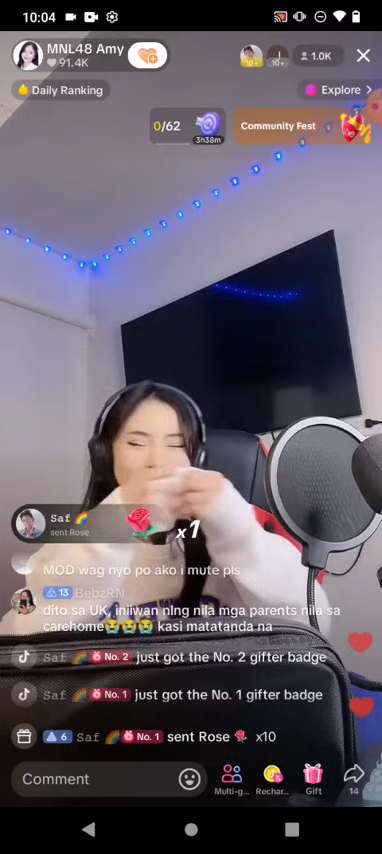 10:04
MNL48 Amy
91.4K
10+
10+
1.0K
Daily Ranking
Explore >
0/62
3h38m
Community Fest
Saf 🌈
sent Rose
x1
MOD wag nyo po ako i mute pls
13 BebzRN
dito sa UK, iniiwan nlng nila mga parents nila sa
carehome😭😭😭 kasi matatanda na
Saf 🌈 No. 2 just got the No. 2 gifter badge
Saf 🌈 No. 1 just got the No. 1 gifter badge
6 Saf 🌈 No. 1 sent Rose 🌹 x10
Comment
Multi-g...
Rechar...
Gift
14